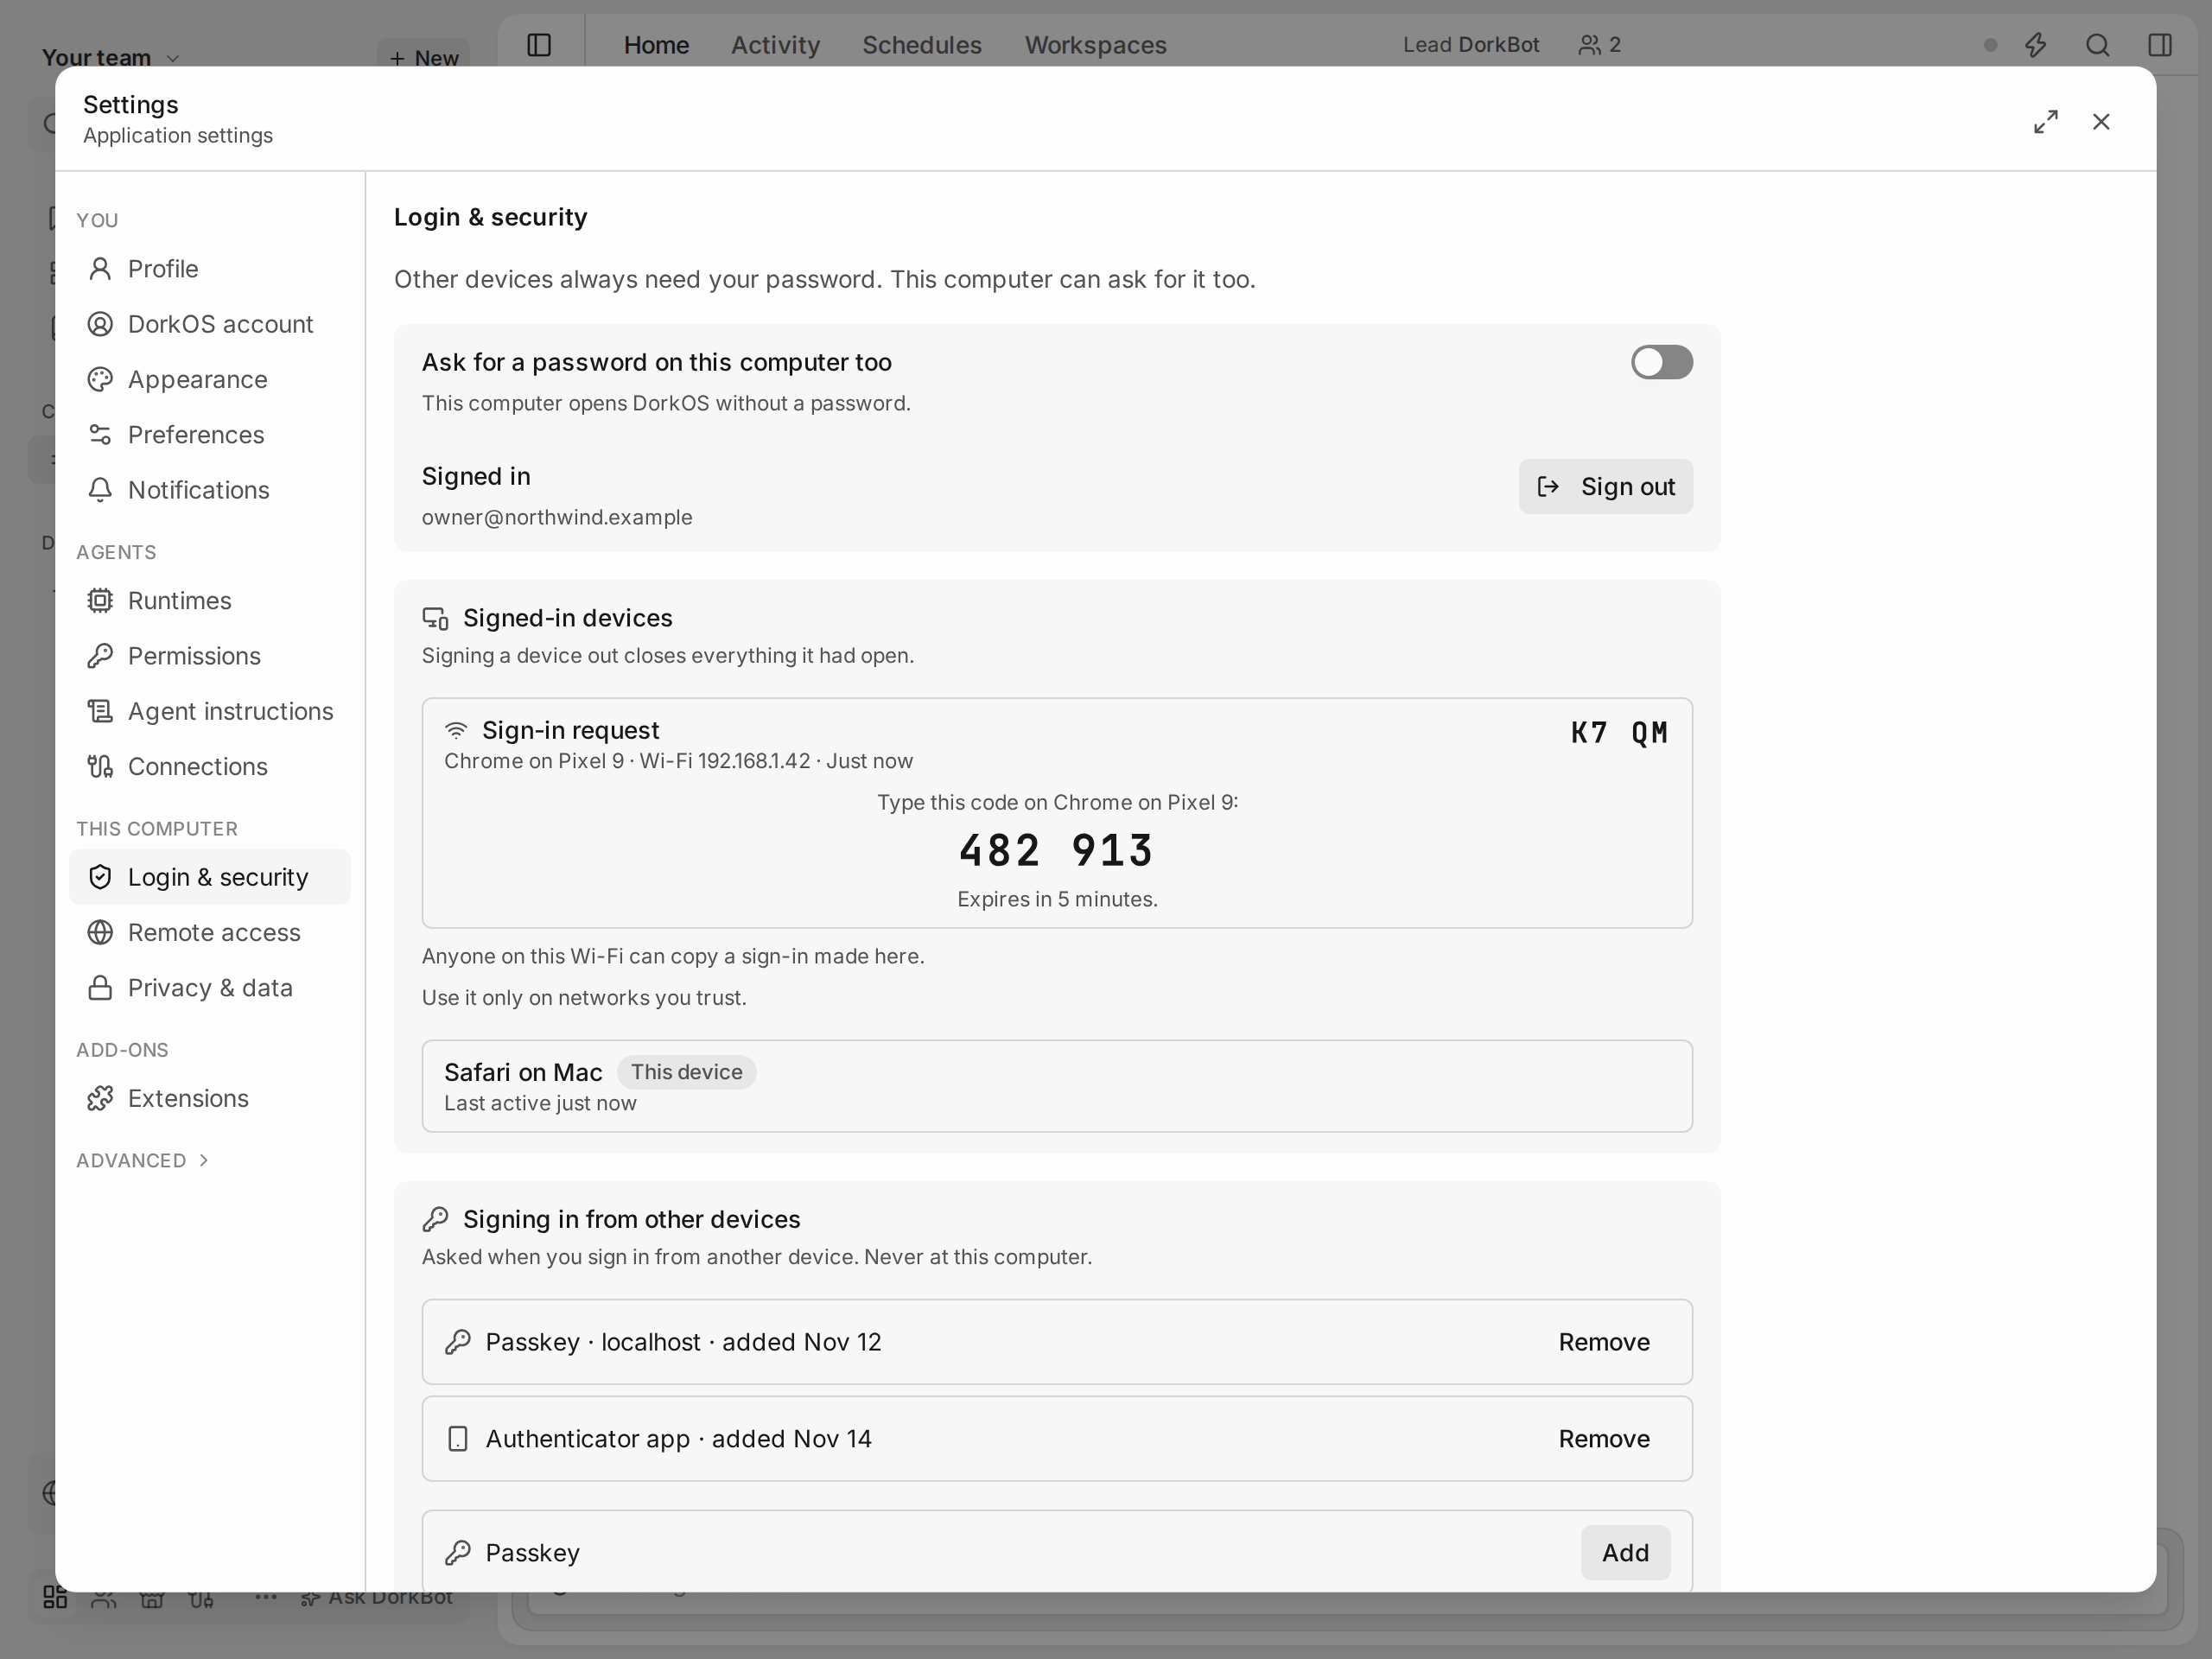 Your team
+ New
Home
Activity
Schedules
Workspaces
Lead DorkBot
2
Settings
Application settings
YOU
Profile
DorkOS account
Appearance
Preferences
Notifications
AGENTS
Runtimes
Permissions
Agent instructions
Connections
THIS COMPUTER
Login & security
Remote access
Privacy & data
ADD-ONS
Extensions
ADVANCED
Login & security
Other devices always need your password. This computer can ask for it too.
Ask for a password on this computer too
This computer opens DorkOS without a password.
Signed in
owner@northwind.example
Sign out
Signed-in devices
Signing a device out closes everything it had open.
Sign-in request
K7 QM
Chrome on Pixel 9 · Wi-Fi 192.168.1.42 · Just now
Type this code on Chrome on Pixel 9:
482 913
Expires in 5 minutes.
Anyone on this Wi-Fi can copy a sign-in made here.
Use it only on networks you trust.
Safari on Mac
This device
Last active just now
Signing in from other devices
Asked when you sign in from another device. Never at this computer.
Passkey · localhost · added Nov 12
Remove
Authenticator app · added Nov 14
Remove
Passkey
Add
Ask DorkBot